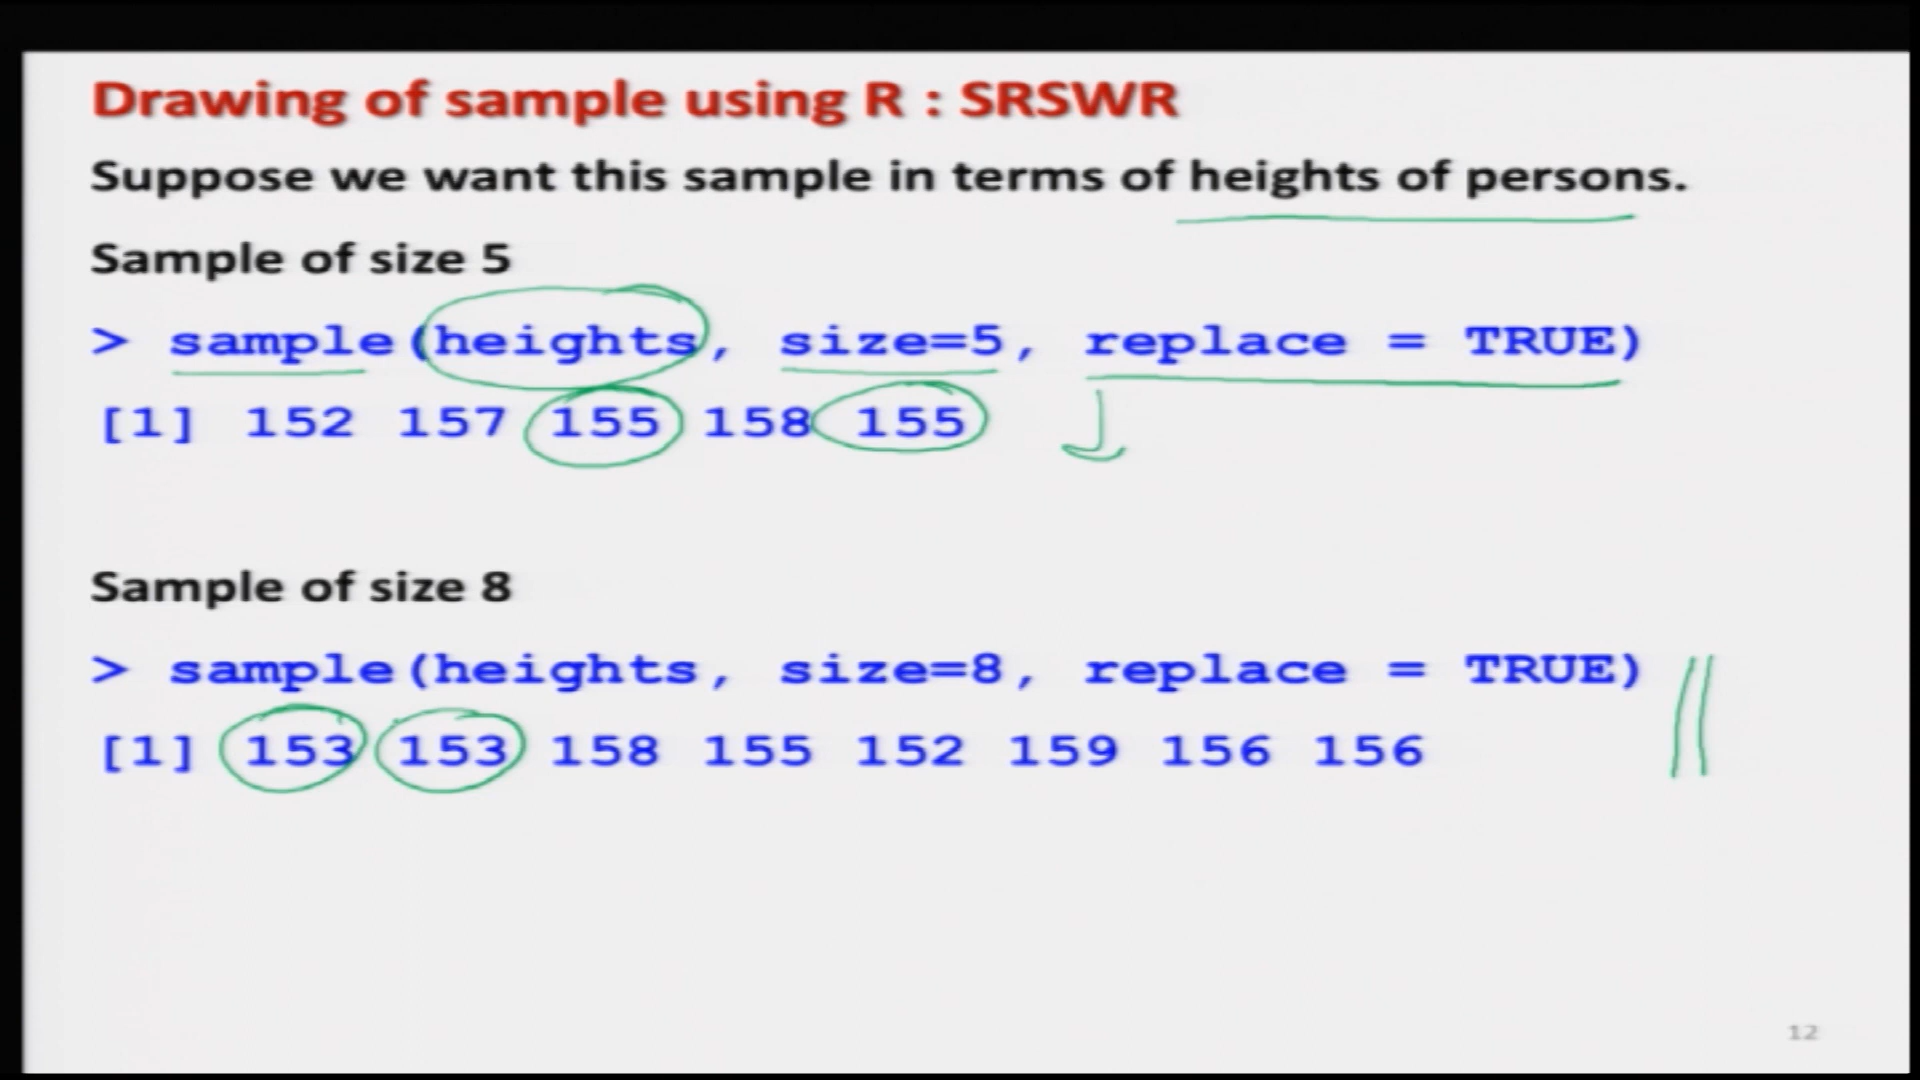 Drawing of sample using R : SRSWR
Suppose we want this sample in terms of heights of persons.
Sample of size 5
> sample(heights, size=5, replace = TRUE)
[1] 152 157 155 158 155
Sample of size 8
> sample(heights, size=8, replace = TRUE)
[1] 153 153 158 155 152 159 156 156
12